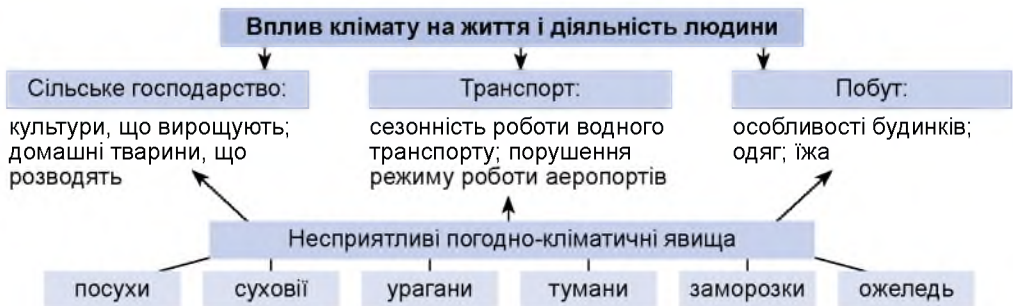 Вплив клімату на життя і діяльність людини
Сільське господарство:
культури, що вирощують;
домашні тварини, що
розводять
Транспорт:
сезонність роботи водного
транспорту; порушення
режиму роботи аеропортів
Побут:
особливості будинків;
одяг; їжа
Несприятливі погодно-кліматичні явища
посухи
суховії
урагани
тумани
заморозки
ожеледь